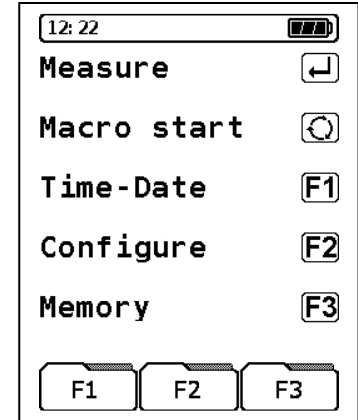 12:22
Measure
Macro start
Time-Date F1
Configure F2
Memory F3
F1 F2 F3